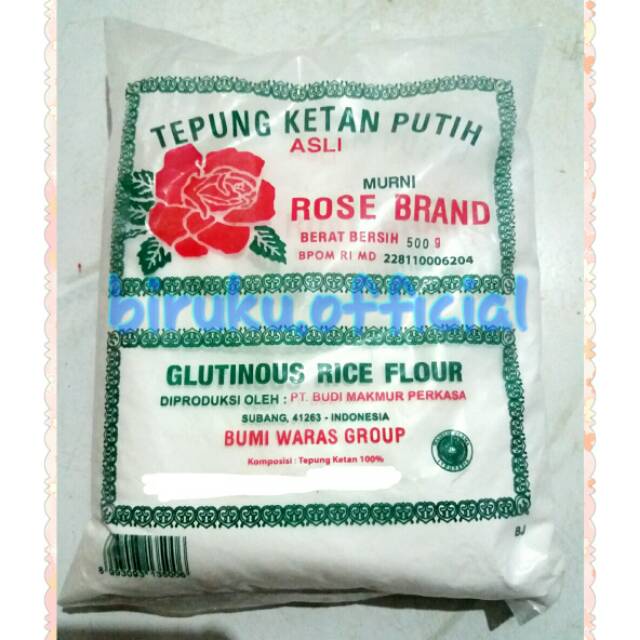 TEPUNG KETAN PUTIH
ASLI
MURNI
ROSE BRAND
BERAT BERSIH 500 g
BPOM RI MD 228110006204
biruku.official
GLUTINOUS RICE FLOUR
DIPRODUKSI OLEH : PT. BUDI MAKMUR PERKASA
SUBANG, 41263 - INDONESIA
BUMI WARAS GROUP
Komposisi : Tepung Ketan 100%
BJ